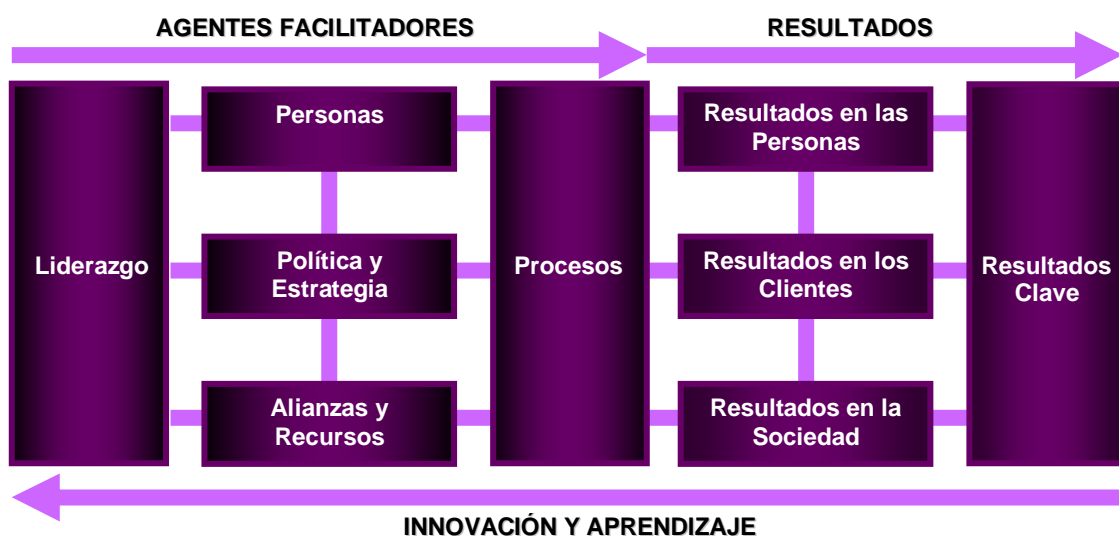 AGENTES FACILITADORES
RESULTADOS
Liderazgo
Personas
Política y
Estrategia
Alianzas y
Recursos
Procesos
Resultados en las
Personas
Resultados en los
Clientes
Resultados en la
Sociedad
Resultados
Clave
INNOVACIÓN Y APRENDIZAJE